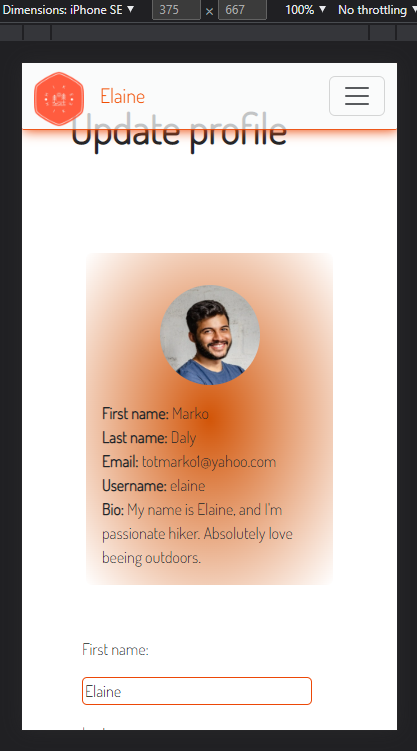 Dimensions: iPhone SE 375 × 667 100% No throttling
Elaine
Update profile
First name: Marko
Last name: Daly
Email: totmarko1@yahoo.com
Username: elaine
Bio: My name is Elaine, and I'm
passionate hiker. Absolutely love
beeing outdoors.
First name:
Elaine